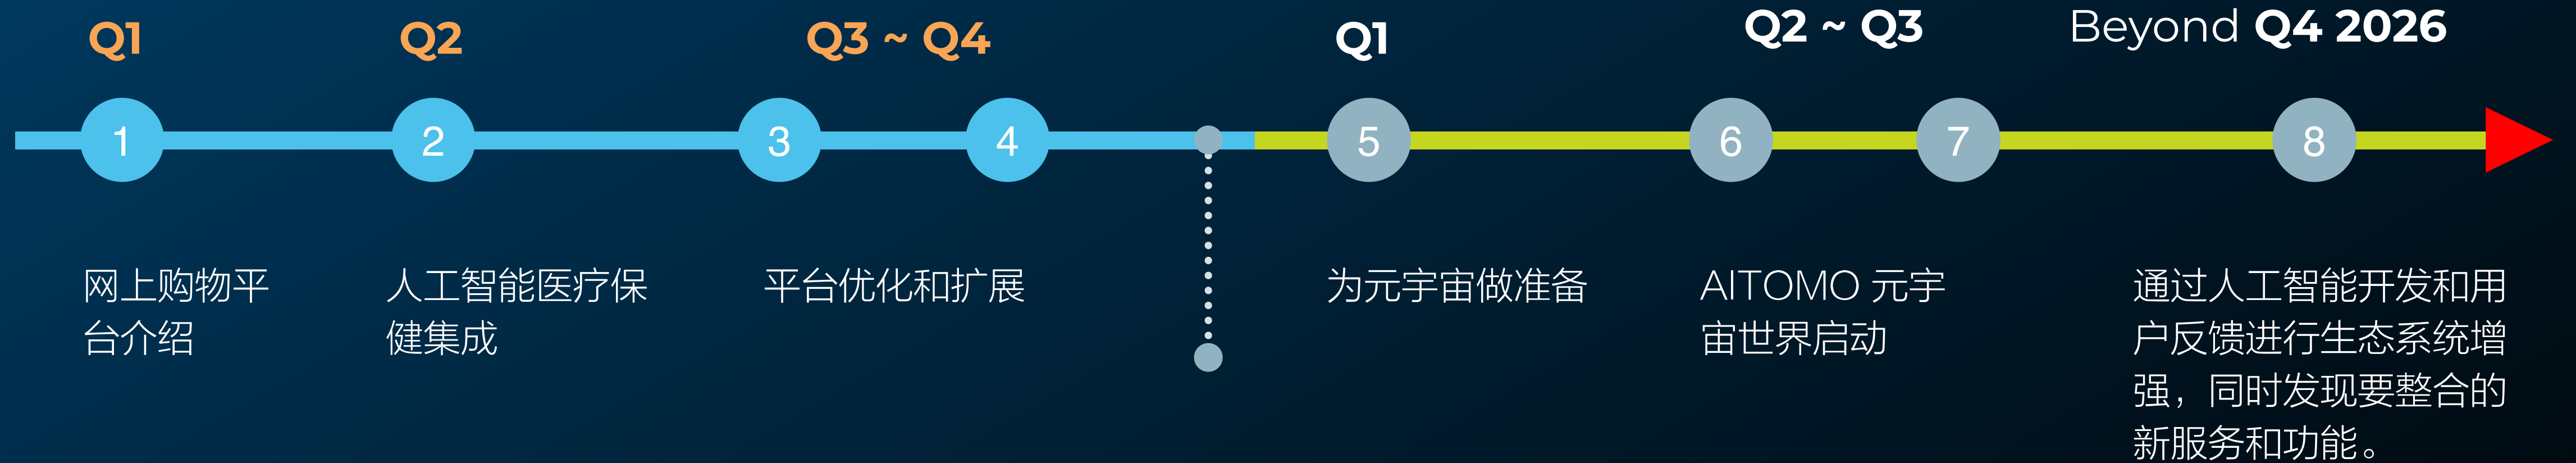 Q1
Q2
Q3 ~ Q4
Q1
Q2 ~ Q3
Beyond Q4 2026
1
2
3
4
5
6
7
8
网上购物平
台介绍
人工智能医疗保
健集成
平台优化和扩展
为元宇宙做准备
AITOMO 元宇
宙世界启动
通过人工智能开发和用
户反馈进行生态系统增
强，同时发现要整合的
新服务和功能。